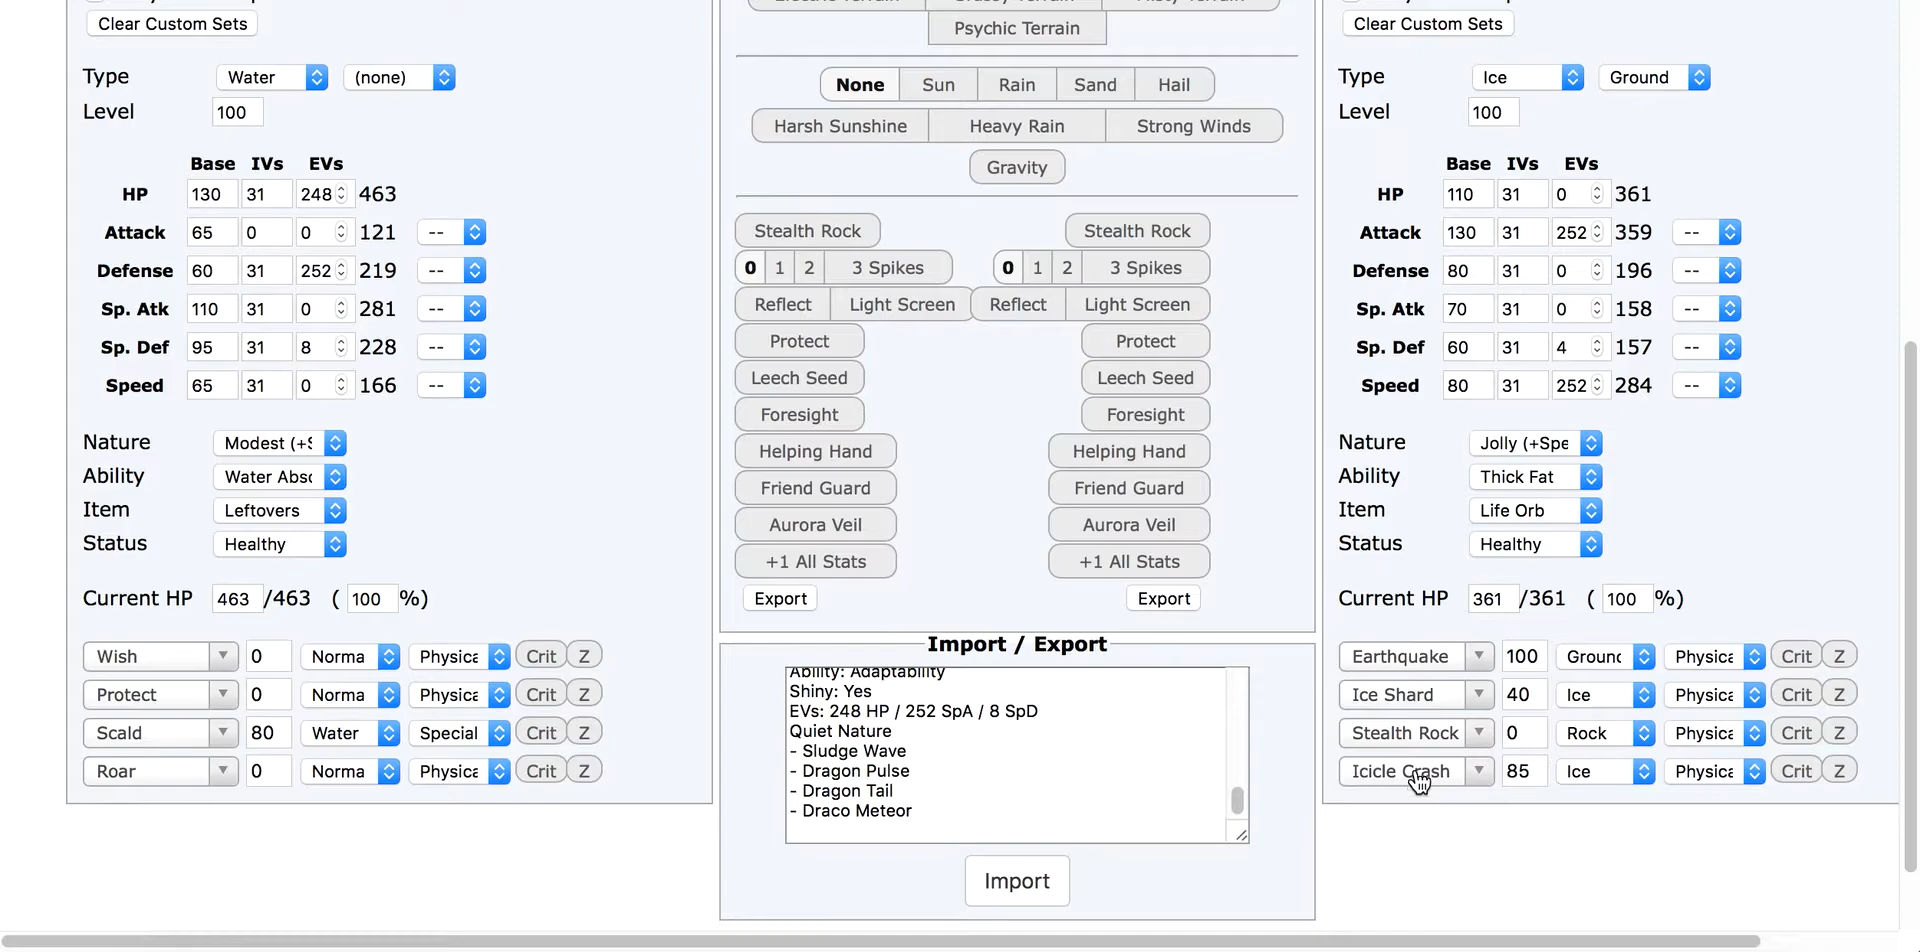 Clear Custom Sets
Type Water (none)
Level 100
Base IVs EVs
HP 130 31 248 463
Attack 65 0 0 121 --
Defense 60 31 252 219 --
Sp. Atk 110 31 0 281 --
Sp. Def 95 31 8 228 --
Speed 65 31 0 166 --
Nature Modest (+S
Ability Water Abso
Item Leftovers
Status Healthy
Current HP 463 /463 ( 100 %)
Wish 0 Norma Physica Crit Z
Protect 0 Norma Physica Crit Z
Scald 80 Water Special Crit Z
Roar 0 Norma Physica Crit Z
Electric Terrain Grassy Terrain Misty Terrain
Psychic Terrain
None Sun Rain Sand Hail
Harsh Sunshine Heavy Rain Strong Winds
Gravity
Stealth Rock Stealth Rock
0 1 2 3 Spikes 0 1 2 3 Spikes
Reflect Light Screen Reflect Light Screen
Protect Protect
Leech Seed Leech Seed
Foresight Foresight
Helping Hand Helping Hand
Friend Guard Friend Guard
Aurora Veil Aurora Veil
+1 All Stats +1 All Stats
Export Export
Import / Export
Ability: Adaptability
Shiny: Yes
EVs: 248 HP / 252 SpA / 8 SpD
Quiet Nature
- Sludge Wave
- Dragon Pulse
- Dragon Tail
- Draco Meteor
Import
Clear Custom Sets
Type Ice Ground
Level 100
Base IVs EVs
HP 110 31 0 361
Attack 130 31 252 359 --
Defense 80 31 0 196 --
Sp. Atk 70 31 0 158 --
Sp. Def 60 31 4 157 --
Speed 80 31 252 284 --
Nature Jolly (+Spe
Ability Thick Fat
Item Life Orb
Status Healthy
Current HP 361 /361 ( 100 %)
Earthquake 100 Ground Physica Crit Z
Ice Shard 40 Ice Physica Crit Z
Stealth Rock 0 Rock Physica Crit Z
Icicle Crash 85 Ice Physica Crit Z